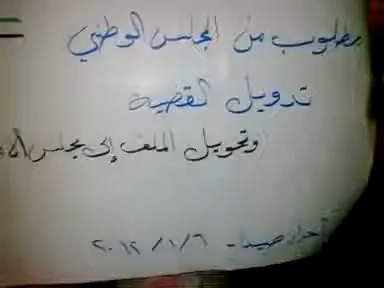 مطلوب من المجلس الوطني
تدويل القضية
وتحويل الملف إلى مجلس
أحرار صيدا - ٢٠١٢/١/٦